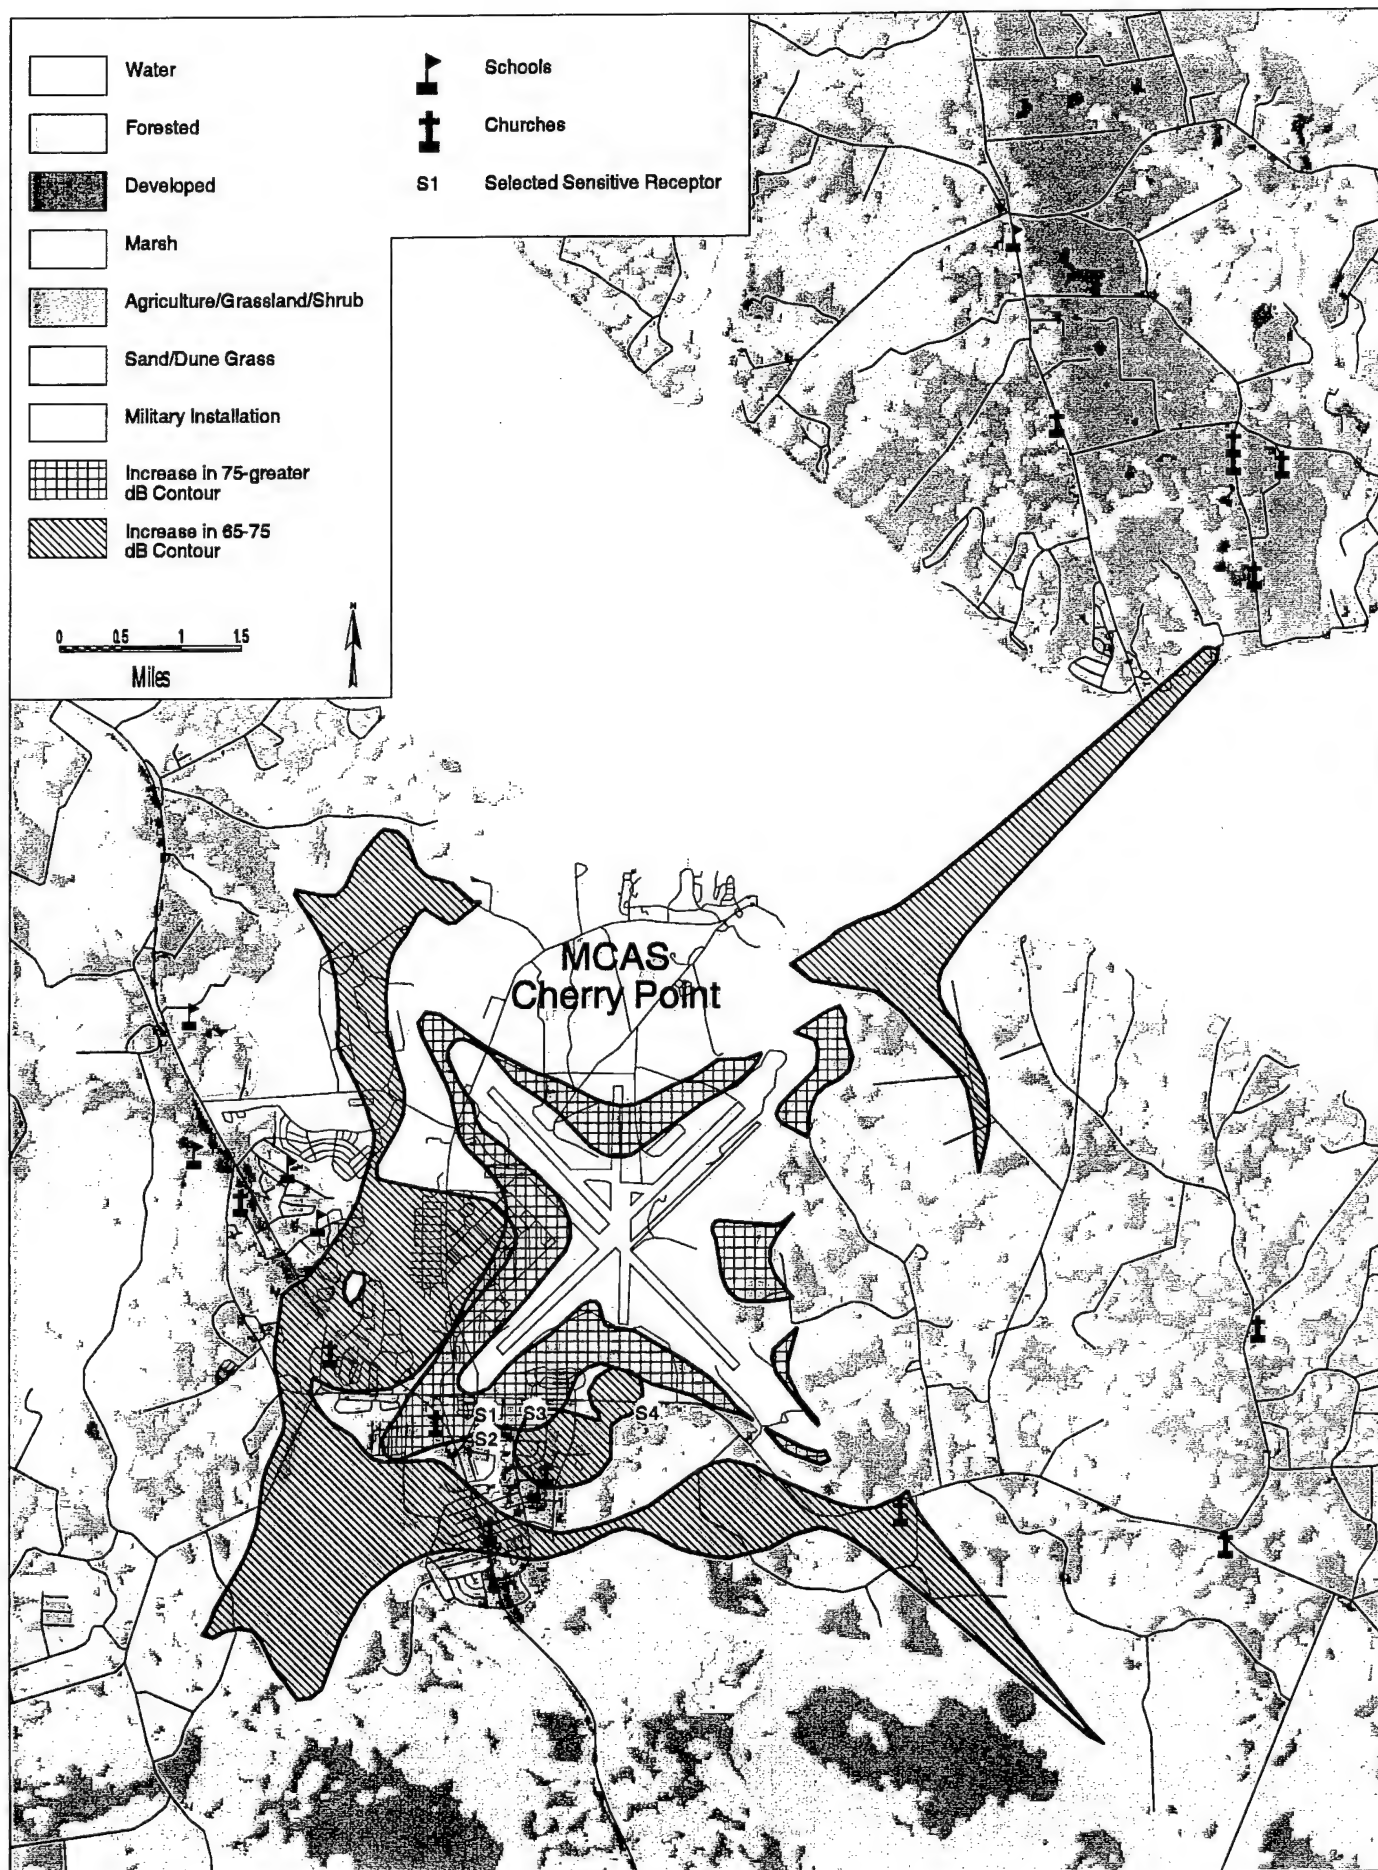 Water
Forested
Developed
Marsh
Agriculture/Grassland/Shrub
Sand/Dune Grass
Military Installation
Increase in 75-greater
dB Contour
Increase in 65-75
dB Contour
Schools
Churches
S1 Selected Sensitive Receptor
0 0.5 1 1.5
Miles
N
MCAS
Cherry Point
S1 S3 S4
S2